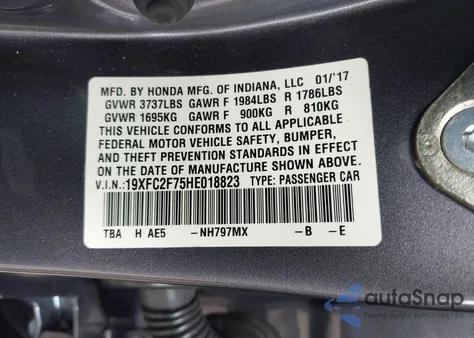 MFD. BY HONDA MFG. OF INDIANA, LLC 01/'17
GVWR 3737LBS GAWR F 1984LBS R 1786LBS
GVWR 1695KG GAWR F 900KG R 810KG
THIS VEHICLE CONFORMS TO ALL APPLICABLE
FEDERAL MOTOR VEHICLE SAFETY, BUMPER,
AND THEFT PREVENTION STANDARDS IN EFFECT
ON THE DATE OF MANUFACTURE SHOWN ABOVE.
V.I.N.: 19XFC2F75HE018823 TYPE: PASSENGER CAR
TBA H AE5 -NH797MX -B -E
autoSnap